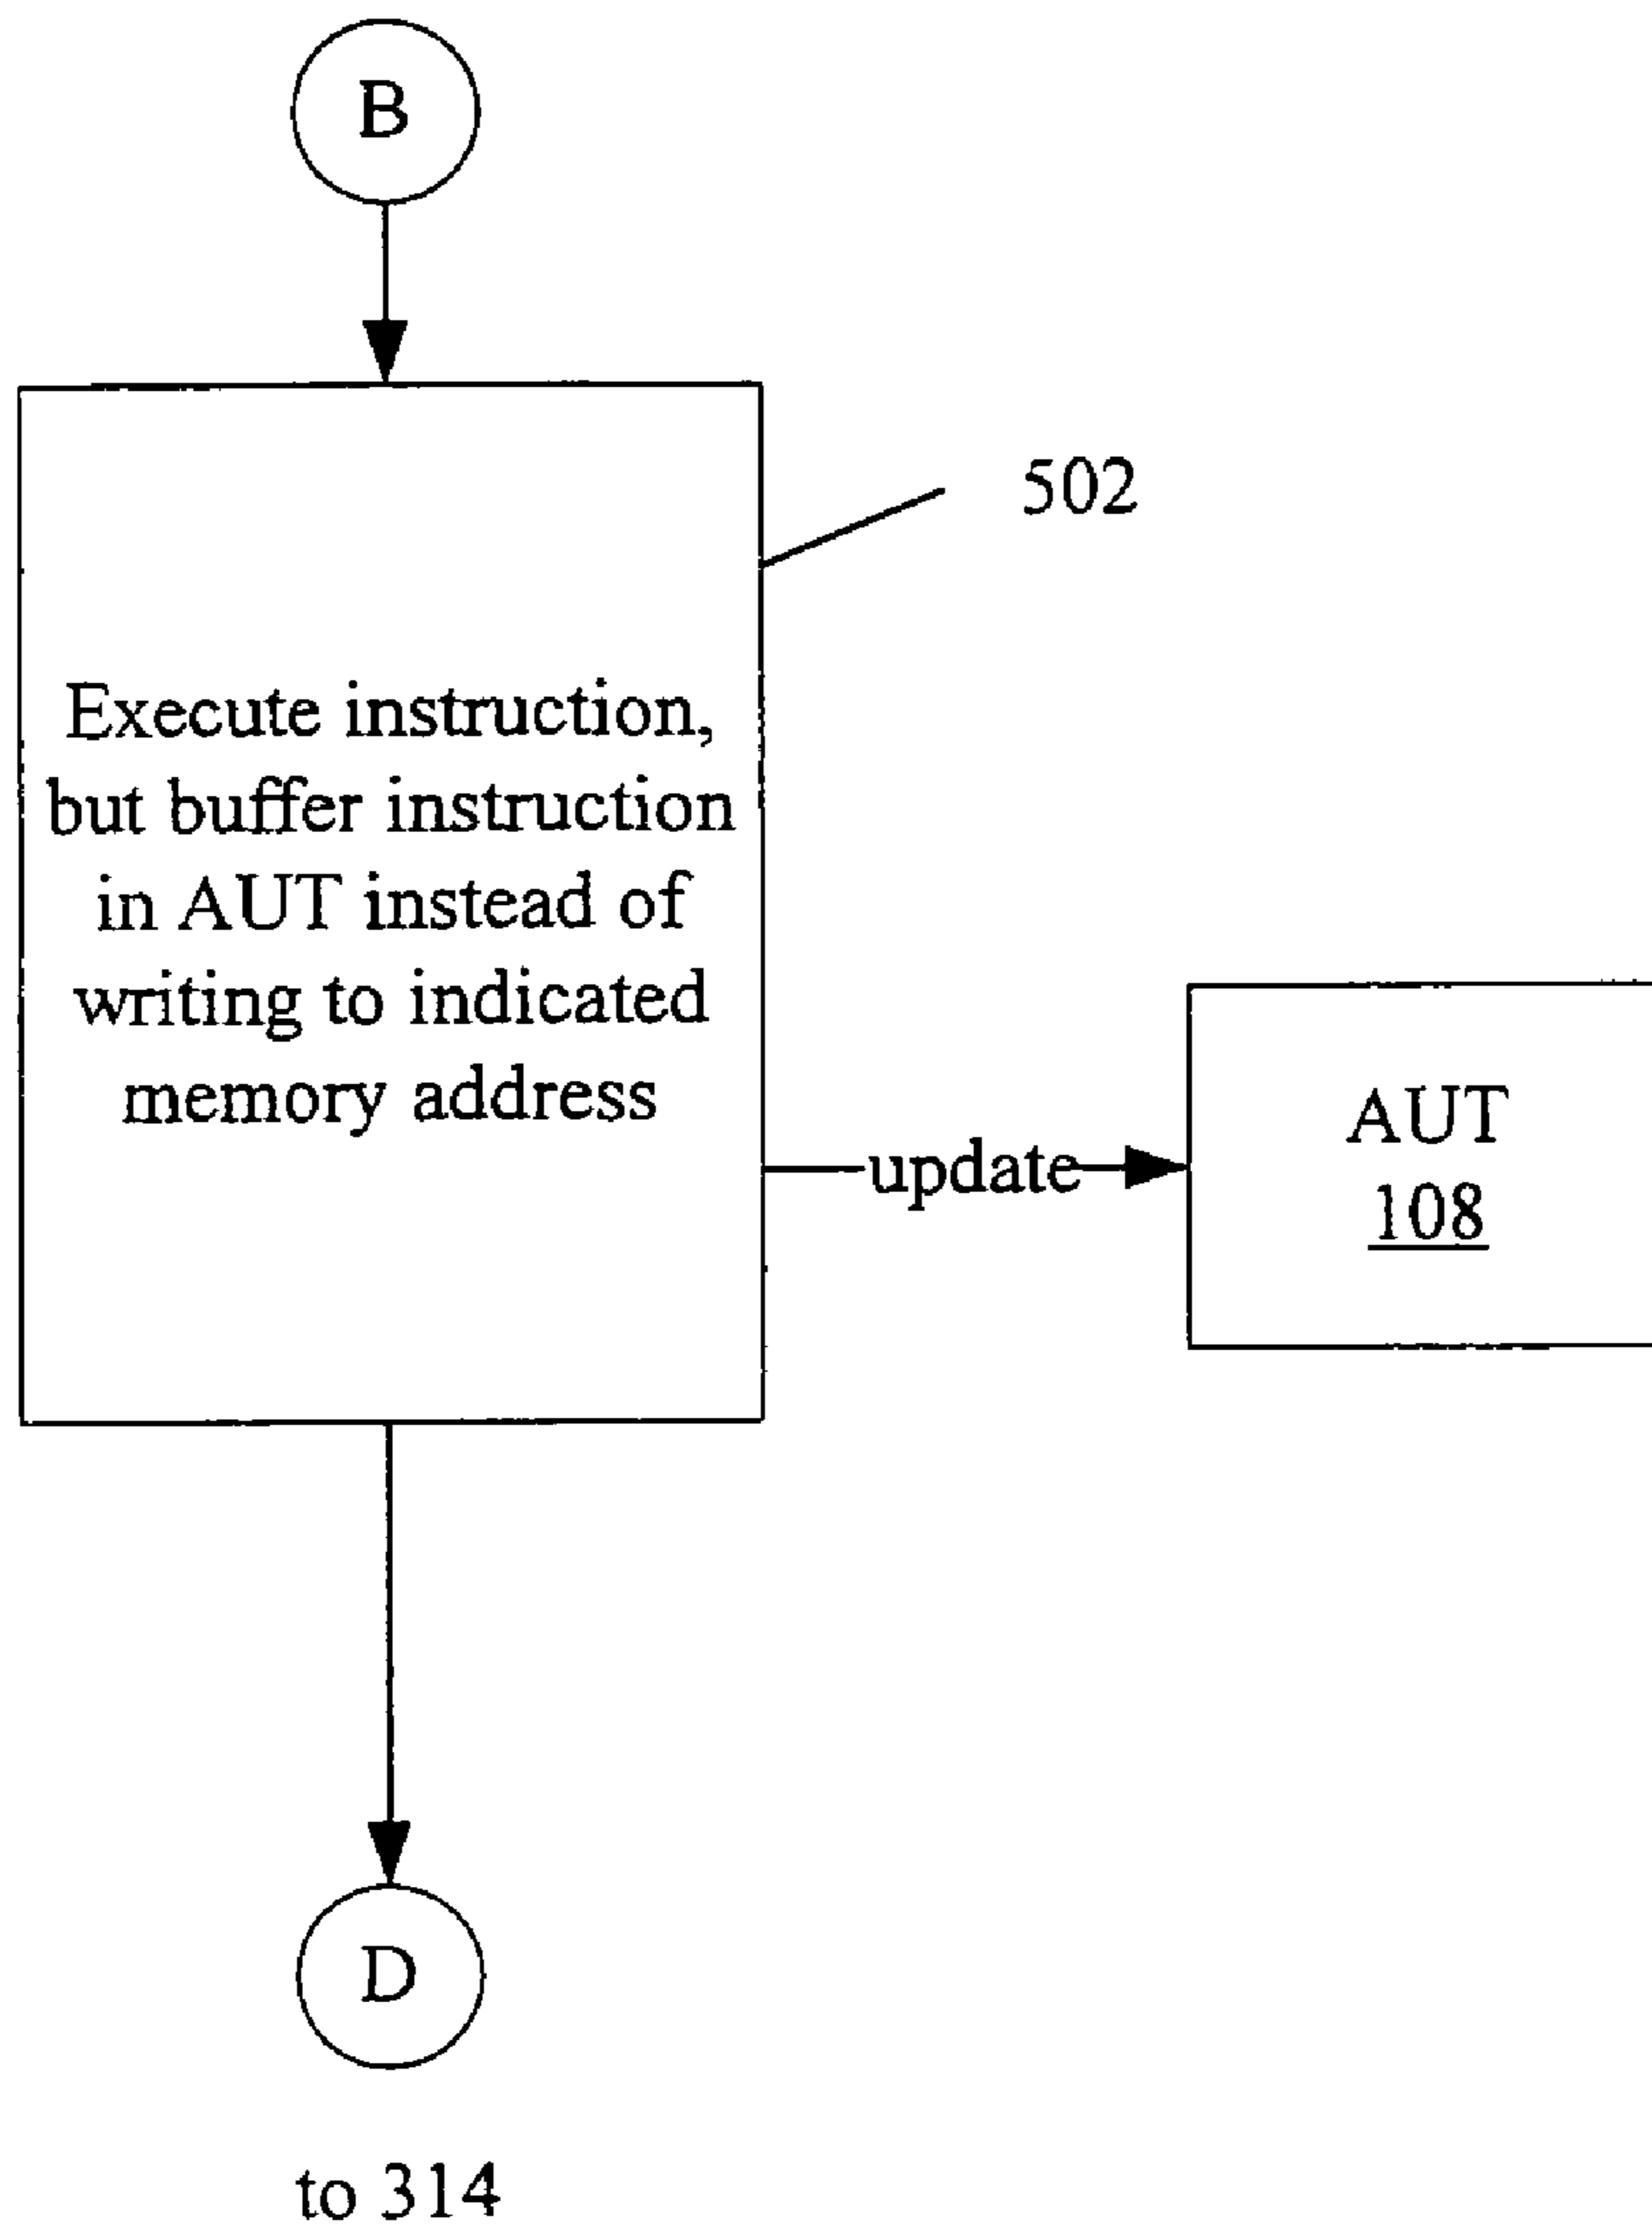 B
502
Execute instruction,
but buffer instruction
in AUT instead of
writing to indicated
memory address
update
AUT
108
D
to 314